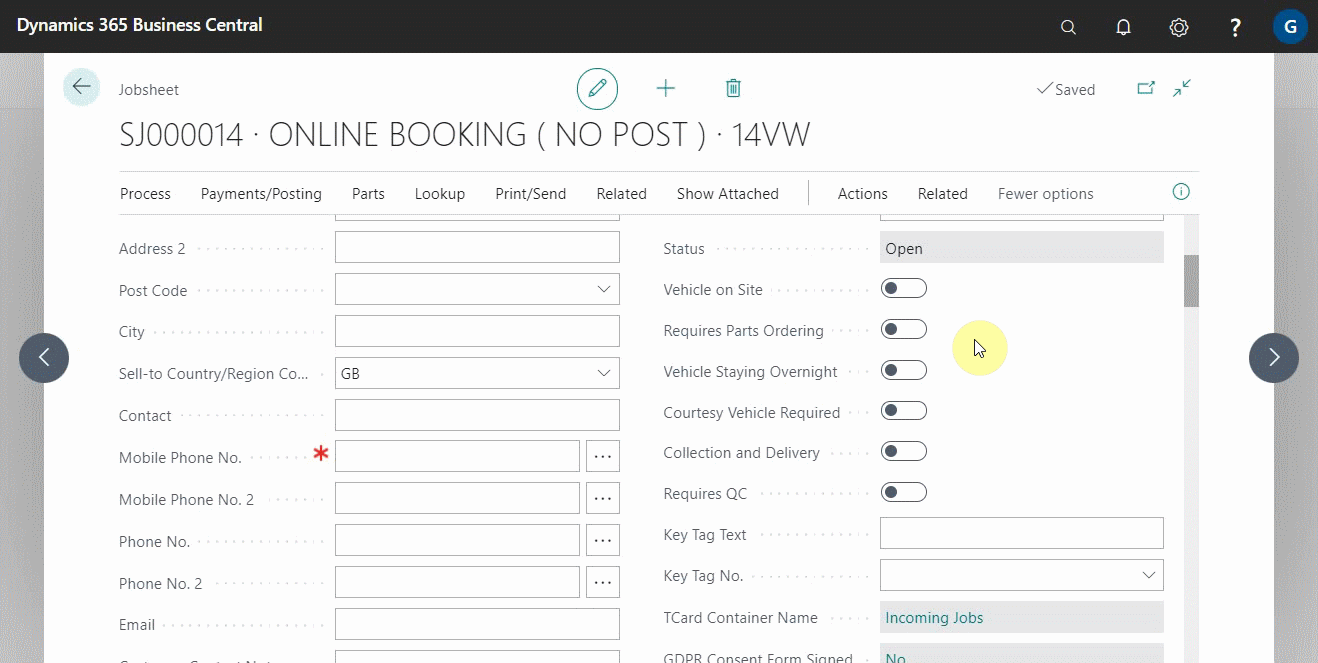 Dynamics 365 Business Central
?
G
Jobsheet
Saved
SJ000014 · ONLINE BOOKING ( NO POST ) · 14VW
Process
Payments/Posting
Parts
Lookup
Print/Send
Related
Show Attached
Actions
Related
Fewer options
Address 2
Post Code
City
Sell-to Country/Region Co...
GB
Contact
Mobile Phone No.
*
Mobile Phone No. 2
Phone No.
Phone No. 2
Email
Status
Open
Vehicle on Site
Requires Parts Ordering
Vehicle Staying Overnight
Courtesy Vehicle Required
Collection and Delivery
Requires QC
Key Tag Text
Key Tag No.
TCard Container Name
Incoming Jobs
GDPR Consent Form Signed
No